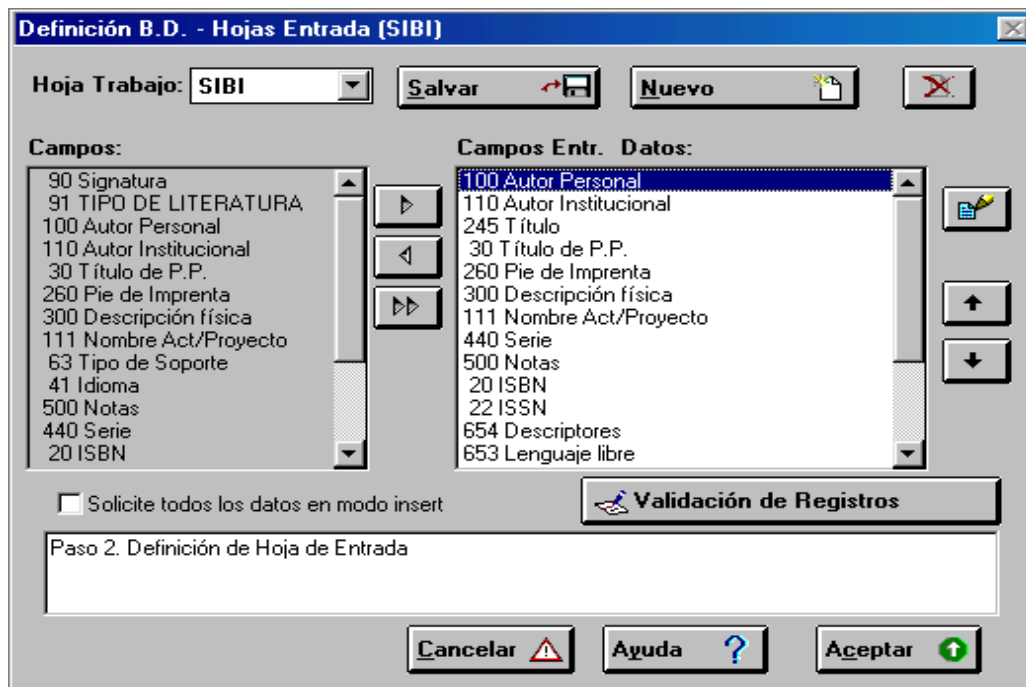 Definición B.D. - Hojas Entrada (SIBI)
Hoja Trabajo: SIBI Salvar Nuevo
Campos:
90 Signatura
91 TIPO DE LITERATURA
100 Autor Personal
110 Autor Institucional
30 Título de P.P.
260 Pie de Imprenta
300 Descripción física
111 Nombre Act/Proyecto
63 Tipo de Soporte
41 Idioma
500 Notas
440 Serie
20 ISBN
Campos Entr. Datos:
100 Autor Personal
110 Autor Institucional
245 Título
30 Título de P.P.
260 Pie de Imprenta
300 Descripción física
111 Nombre Act/Proyecto
440 Serie
500 Notas
20 ISBN
22 ISSN
654 Descriptores
653 Lenguaje libre
Solicite todos los datos en modo insert
Validación de Registros
Paso 2. Definición de Hoja de Entrada
Cancelar Ayuda ? Aceptar